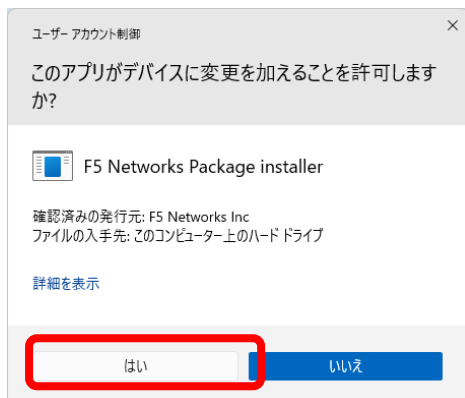 ユーザー アカウント制御
このアプリがデバイスに変更を加えることを許可します
か?
F5 Networks Package installer
確認済みの発行元: F5 Networks Inc
ファイルの入手先: このコンピューター上のハード ドライブ
詳細を表示
はい
いいえ